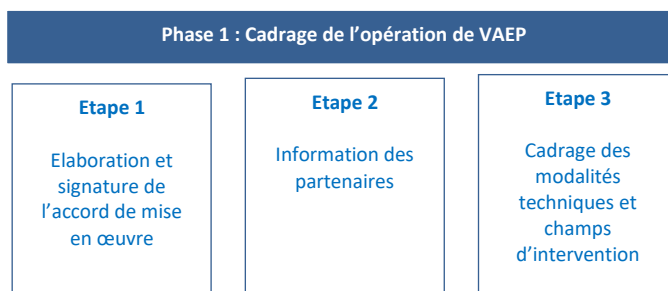 Phase 1 : Cadrage de l’opération de VAEP
Etape 1
Elaboration et
signature de
l’accord de mise
en œuvre
Etape 2
Information des
partenaires
Etape 3
Cadrage des
modalités
techniques et
champs
d’intervention